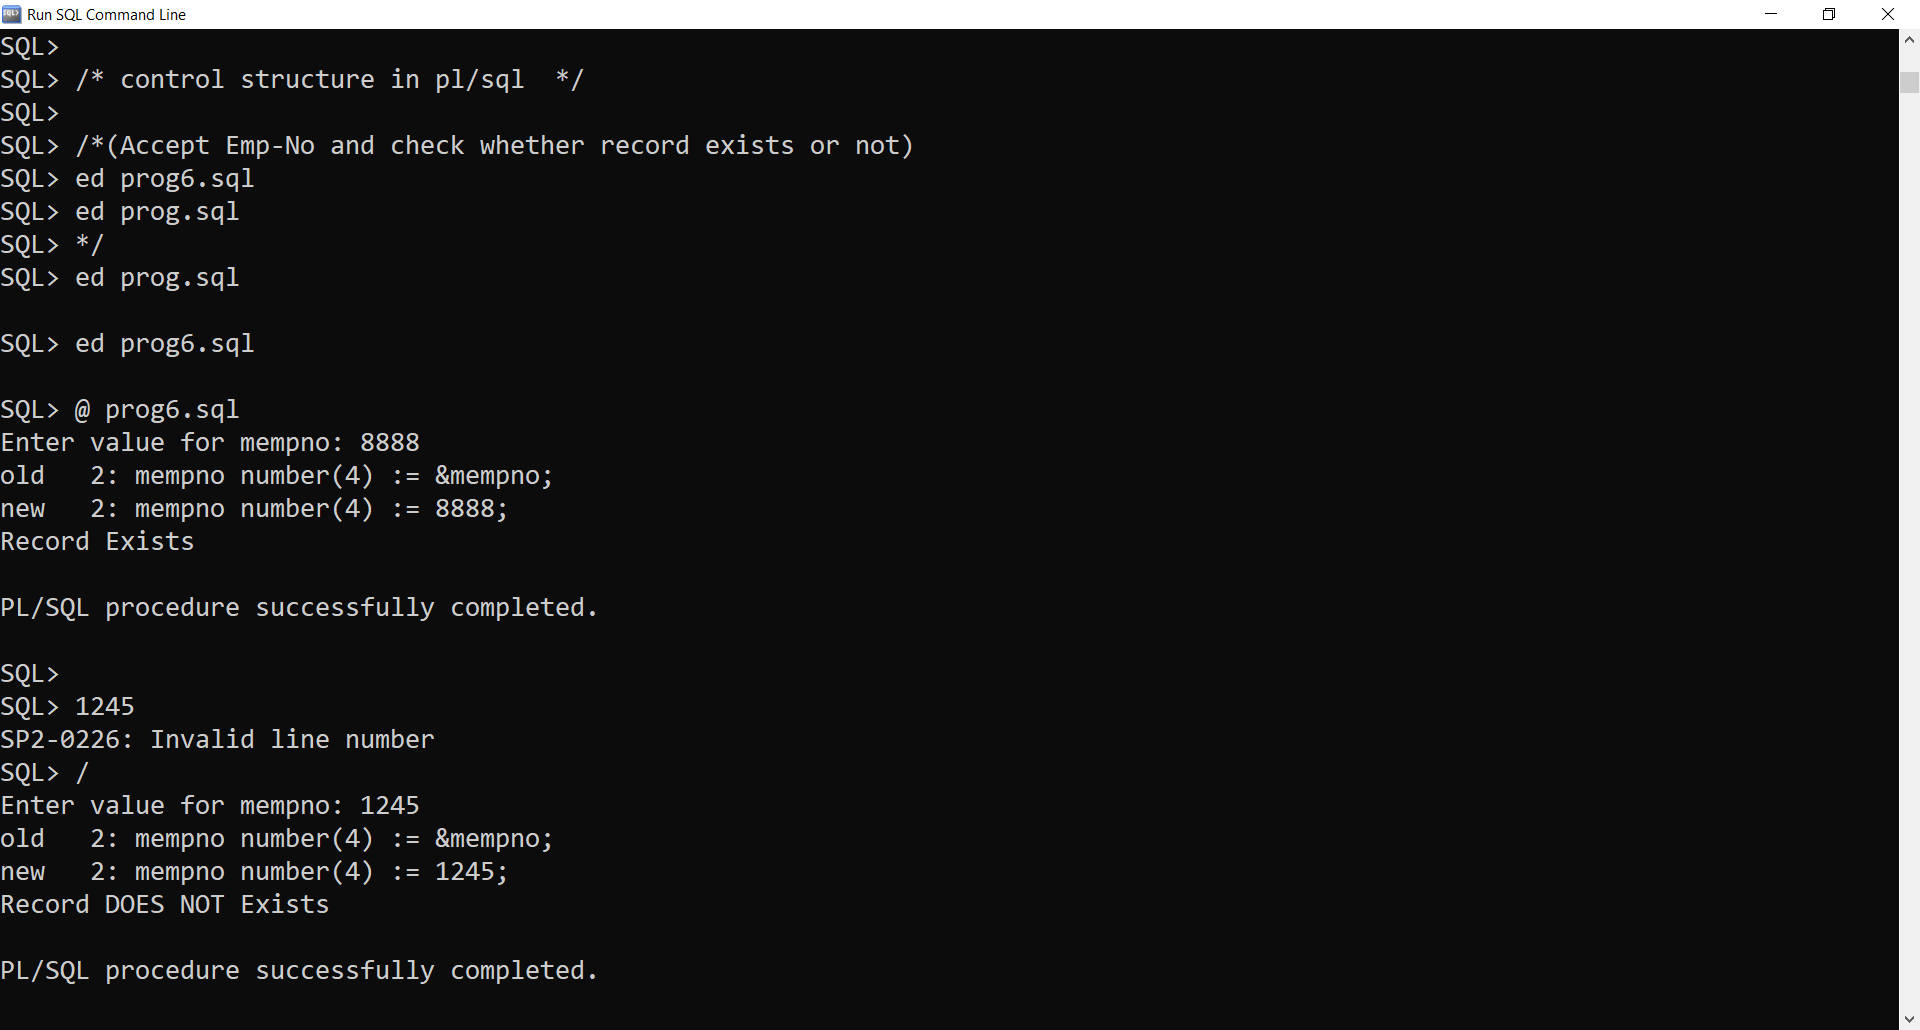 Run SQL Command Line
SQL>
SQL> /* control structure in pl/sql  */
SQL>
SQL> /*(Accept Emp-No and check whether record exists or not)
SQL> ed prog6.sql
SQL> ed prog.sql
SQL> */
SQL> ed prog.sql
SQL> ed prog6.sql
SQL> @ prog6.sql
Enter value for mempno: 8888
old   2: mempno number(4) := &mempno;
new   2: mempno number(4) := 8888;
Record Exists
PL/SQL procedure successfully completed.
SQL>
SQL> 1245
SP2-0226: Invalid line number
SQL> /
Enter value for mempno: 1245
old   2: mempno number(4) := &mempno;
new   2: mempno number(4) := 1245;
Record DOES NOT Exists
PL/SQL procedure successfully completed.